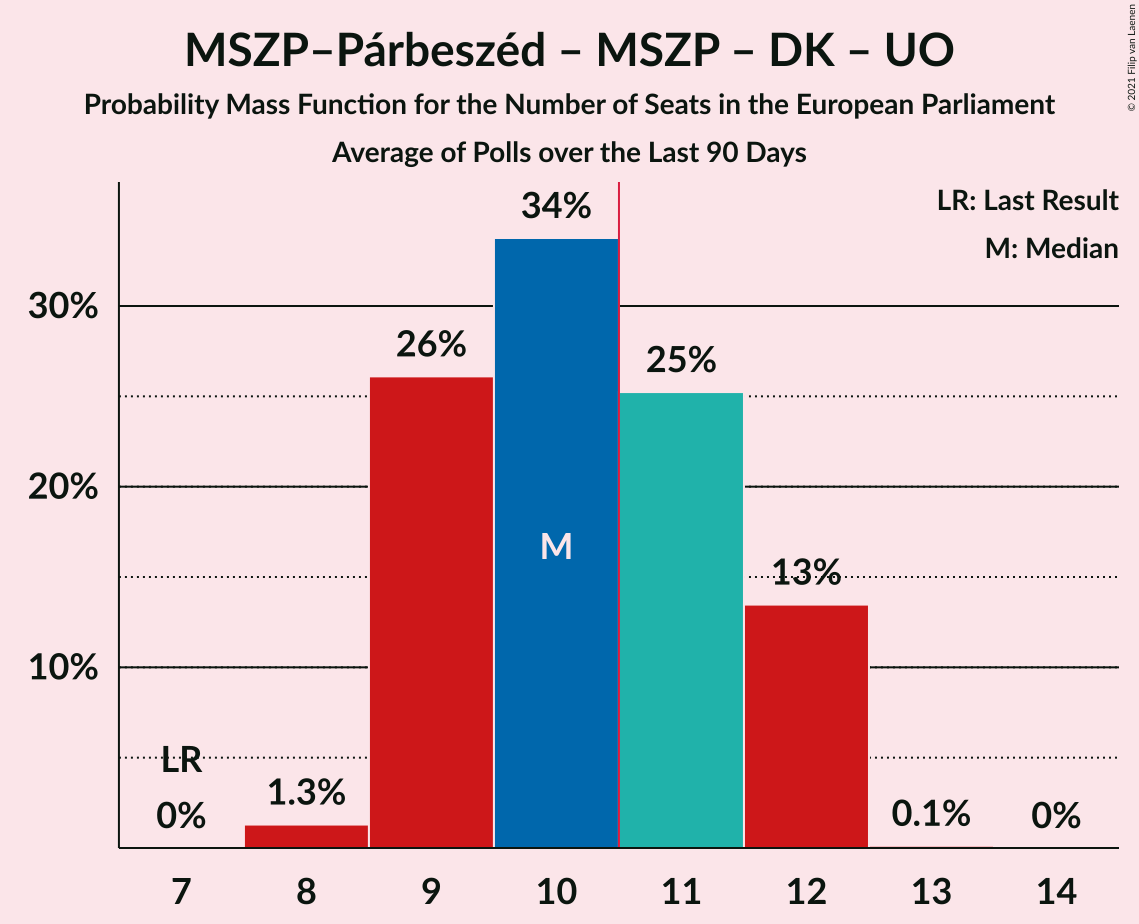 MSZP–Párbeszéd – MSZP – DK – UO
Probability Mass Function for the Number of Seats in the European Parliament
Average of Polls over the Last 90 Days
© 2021 Filip van Laenen
LR: Last Result
M: Median
34%
30%
26%
25%
20%
M
13%
10%
LR
1.3%
0%
0.1%
0%
7 8 9 10 11 12 13 14